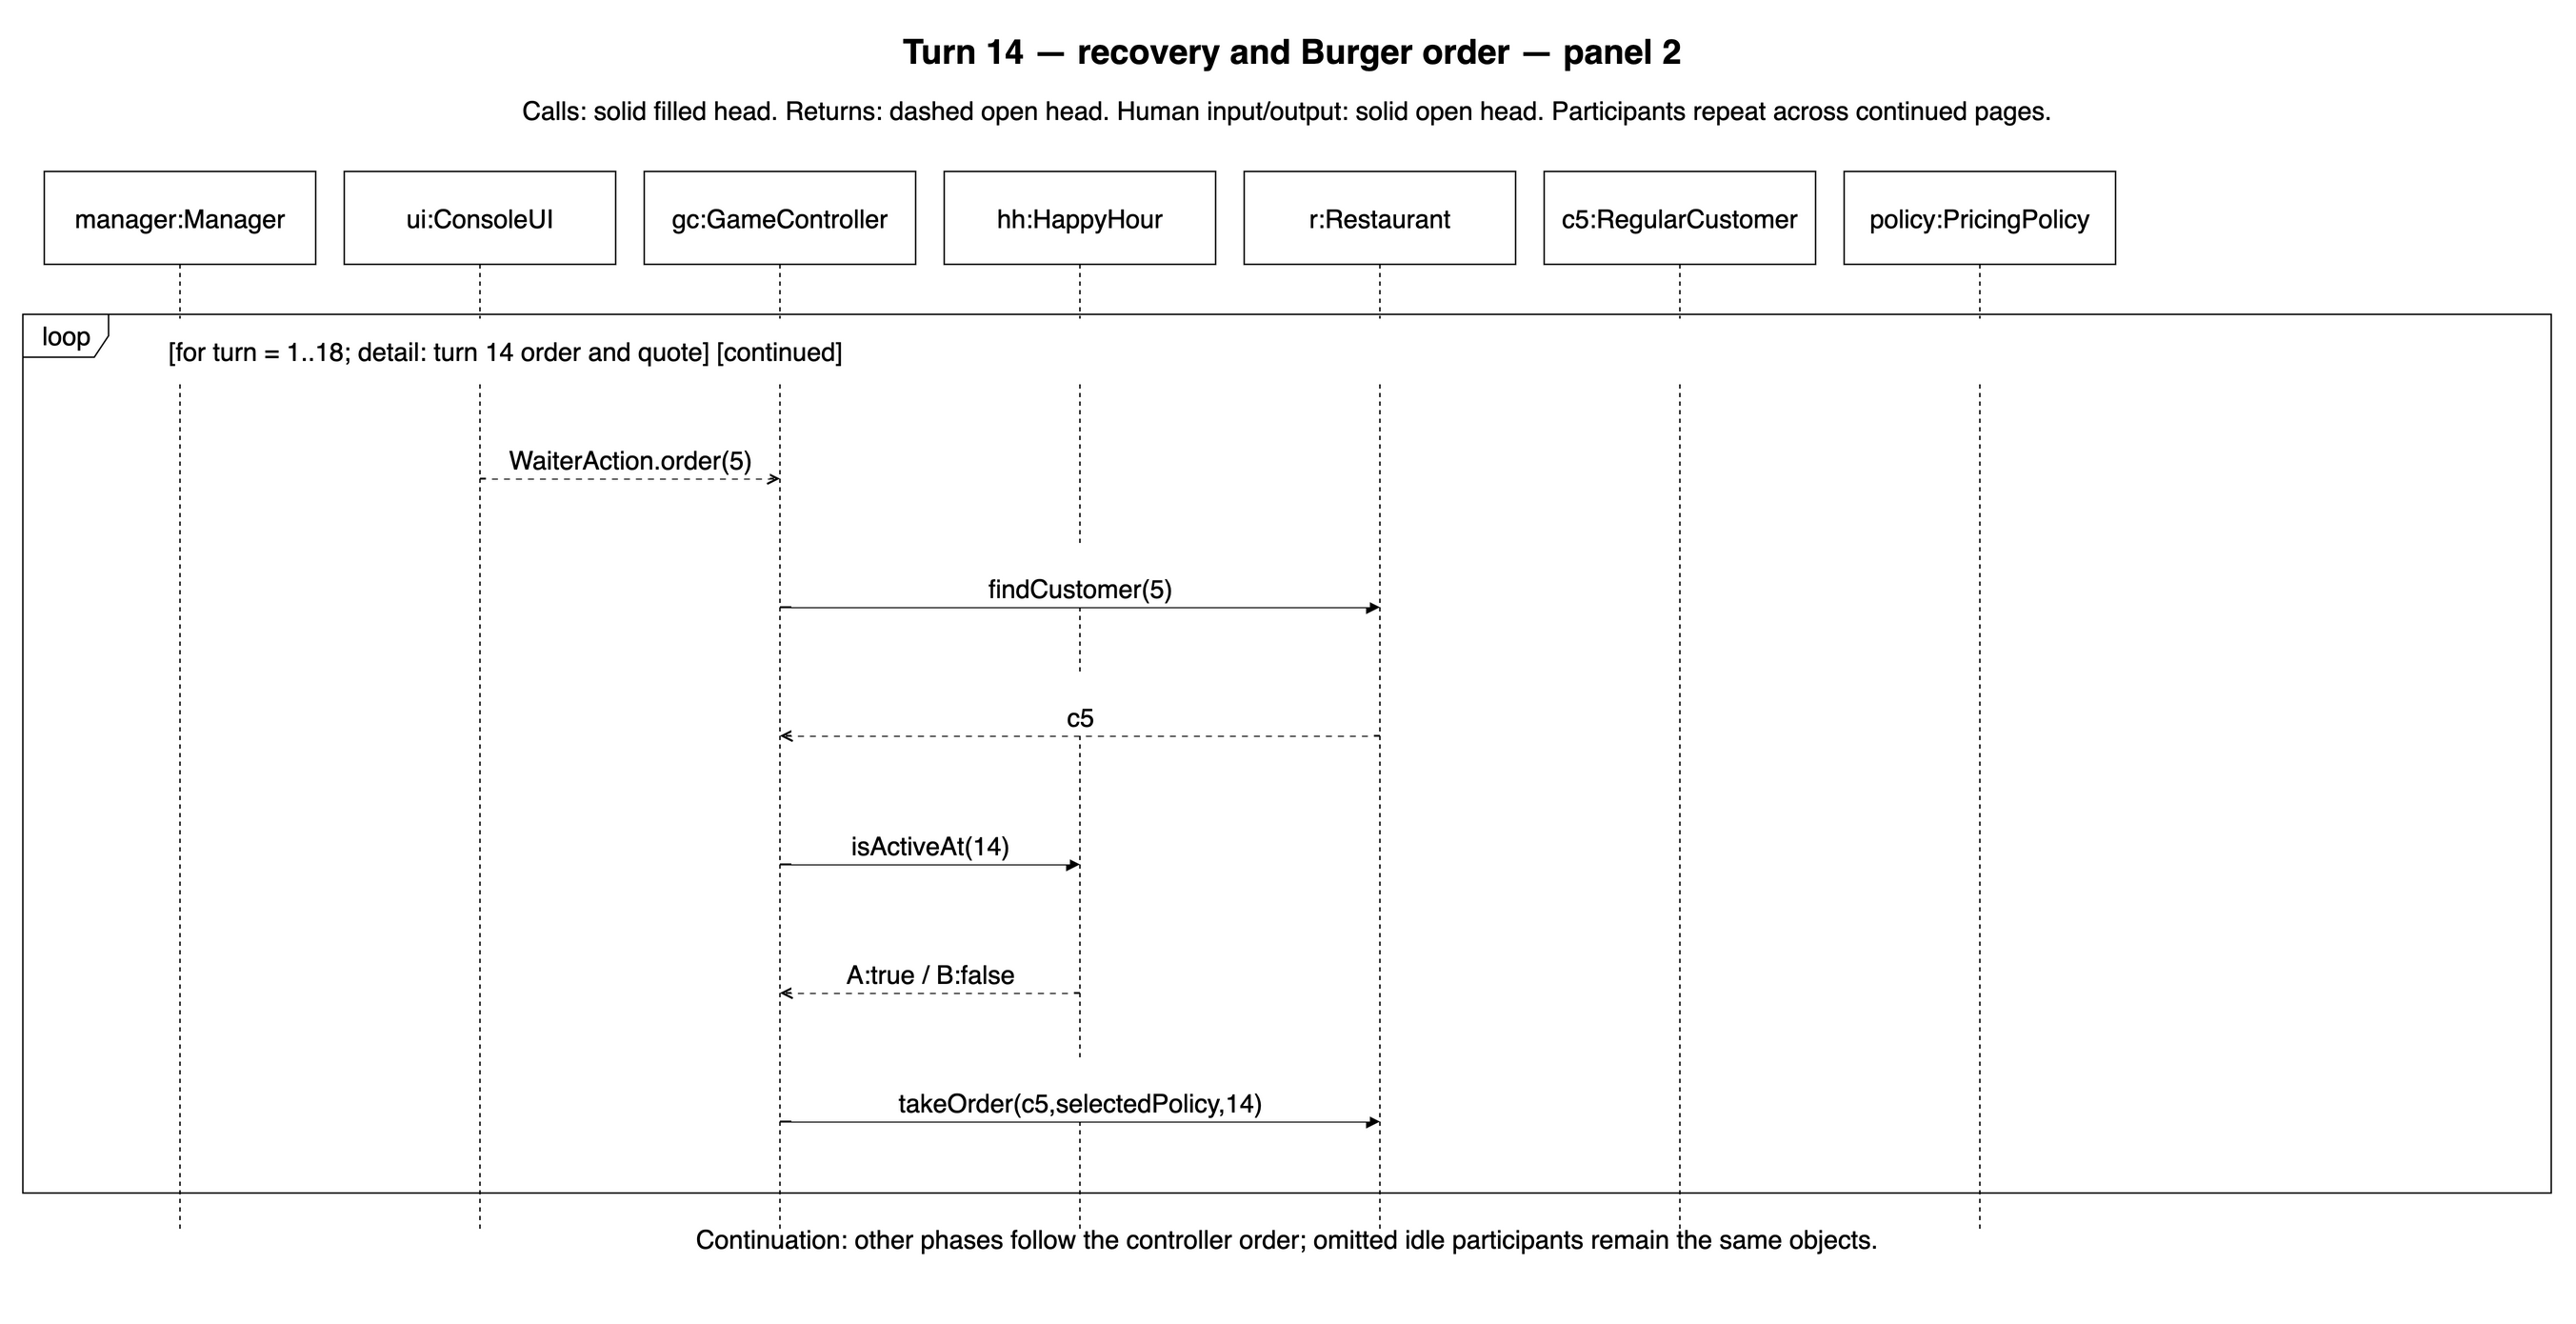 Turn 14 — recovery and Burger order — panel 2
Calls: solid filled head. Returns: dashed open head. Human input/output: solid open head. Participants repeat across continued pages.
manager:Manager
ui:ConsoleUI
gc:GameController
hh:HappyHour
r:Restaurant
c5:RegularCustomer
policy:PricingPolicy
loop
[for turn = 1..18; detail: turn 14 order and quote] [continued]
WaiterAction.order(5)
findCustomer(5)
c5
isActiveAt(14)
A:true / B:false
takeOrder(c5,selectedPolicy,14)
Continuation: other phases follow the controller order; omitted idle participants remain the same objects.